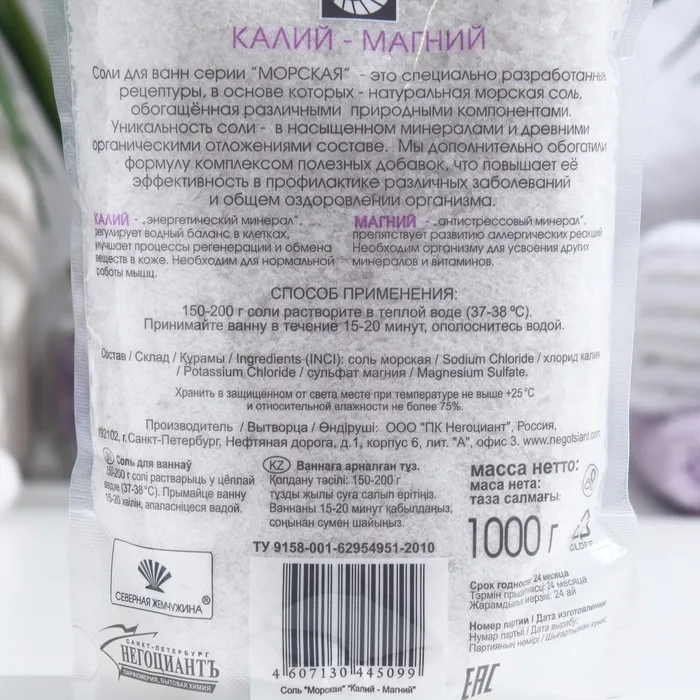 КАЛИЙ - МАГНИЙ
Соли для ванн серии "МОРСКАЯ" - это специально разработанные
рецептуры, в основе которых - натуральная морская соль,
обогащённая различными природными компонентами.
Уникальность соли - в насыщенном минералами и древними
органическими отложениями составе. Мы дополнительно обогатили
формулу комплексом полезных добавок, что повышает её
эффективность в профилактике различных заболеваний
и общем оздоровлении организма.
КАЛИЙ - „энергетический минерал",
регулирует водный баланс в клетках,
улучшает процессы регенерации и обмена
веществ в коже. Необходим для нормальной
работы мышц.
МАГНИЙ - „антистрессовый минерал",
препятствует развитию аллергических реакций
Необходим организму для усвоения других
минералов и витаминов.
СПОСОБ ПРИМЕНЕНИЯ:
150-200 г соли растворите в теплой воде (37-38 ºС).
Принимайте ванну в течение 15-20 минут, ополоснитесь водой.
Состав / Склад / Құрамы / Ingredients (INCI): соль морская / Sodium Chloride / хлорид калия
/ Potassium Chloride / сульфат магния / Magnesium Sulfate.
Хранить в защищенном от света месте при температуре не выше +25°С
и относительной влажности не более 75%.
Производитель / Вытворца / Өндіруші: ООО "ПК Негоциант", Россия,
192102, г.Санкт-Петербург, Нефтяная дорога, д.1, корпус 6, лит. "А", офис 3. www.negotsiant.com
Соль для ваннаў
150-200 г солі растварыць у цёплай
вадзе (37-38°С). Прымайце ванну
15-20 хвілін, апаласніцеся вадой.
KZ Ваннаға арналған тұз.
Қолдану тәсілі: 150-200 г
тұзды жылы суға салып ерітіңіз.
Ваннаны 15-20 минут қабылдаңыз,
соңынан сумен шайыңыз.
масса нетто:
маса нета:
таза салмағы:
1000 г
ТУ 9158-001-62954951-2010
СЕВЕРНАЯ ЖЕМЧУЖИНА ®
САНКТ-ПЕТЕРБУРГ
НЕГОЦИАНТЪ
ПАРФЮМЕРИЯ, БЫТОВАЯ ХИМИЯ
4 607130 445099
Соль "Морская" "Калий - Магний"
Срок годности: 24 месяца
Тэрмін прыдатнасці: 24 месяца
Жарамдылық мерзімі: 24 ай
Номер партии / Дата изготовления:
Нумар партыі / Дата вырабу:
Партияның нөмірі / Шығарылған күні:
EAC